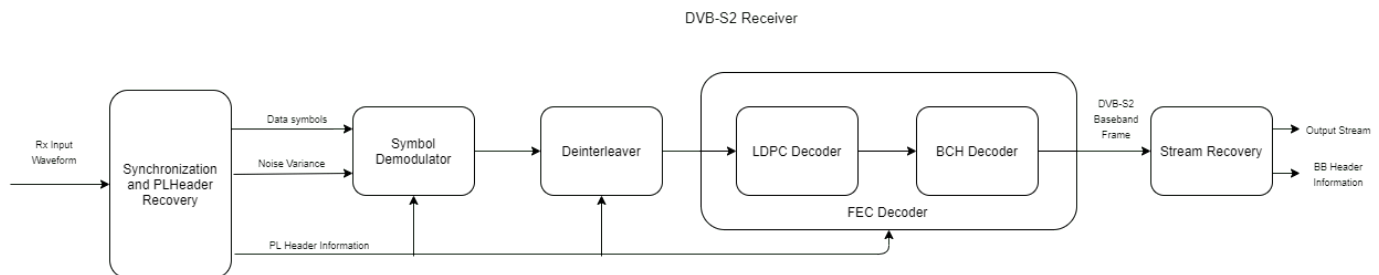 DVB-S2 Receiver
Rx Input
Waveform
Synchronization
and PLHeader
Recovery
Data symbols
Noise Variance
PL Header Information
Symbol
Demodulator
Deinterleaver
LDPC Decoder
BCH Decoder
FEC Decoder
DVB-S2
Baseband
Frame
Stream Recovery
Output Stream
BB Header
Information